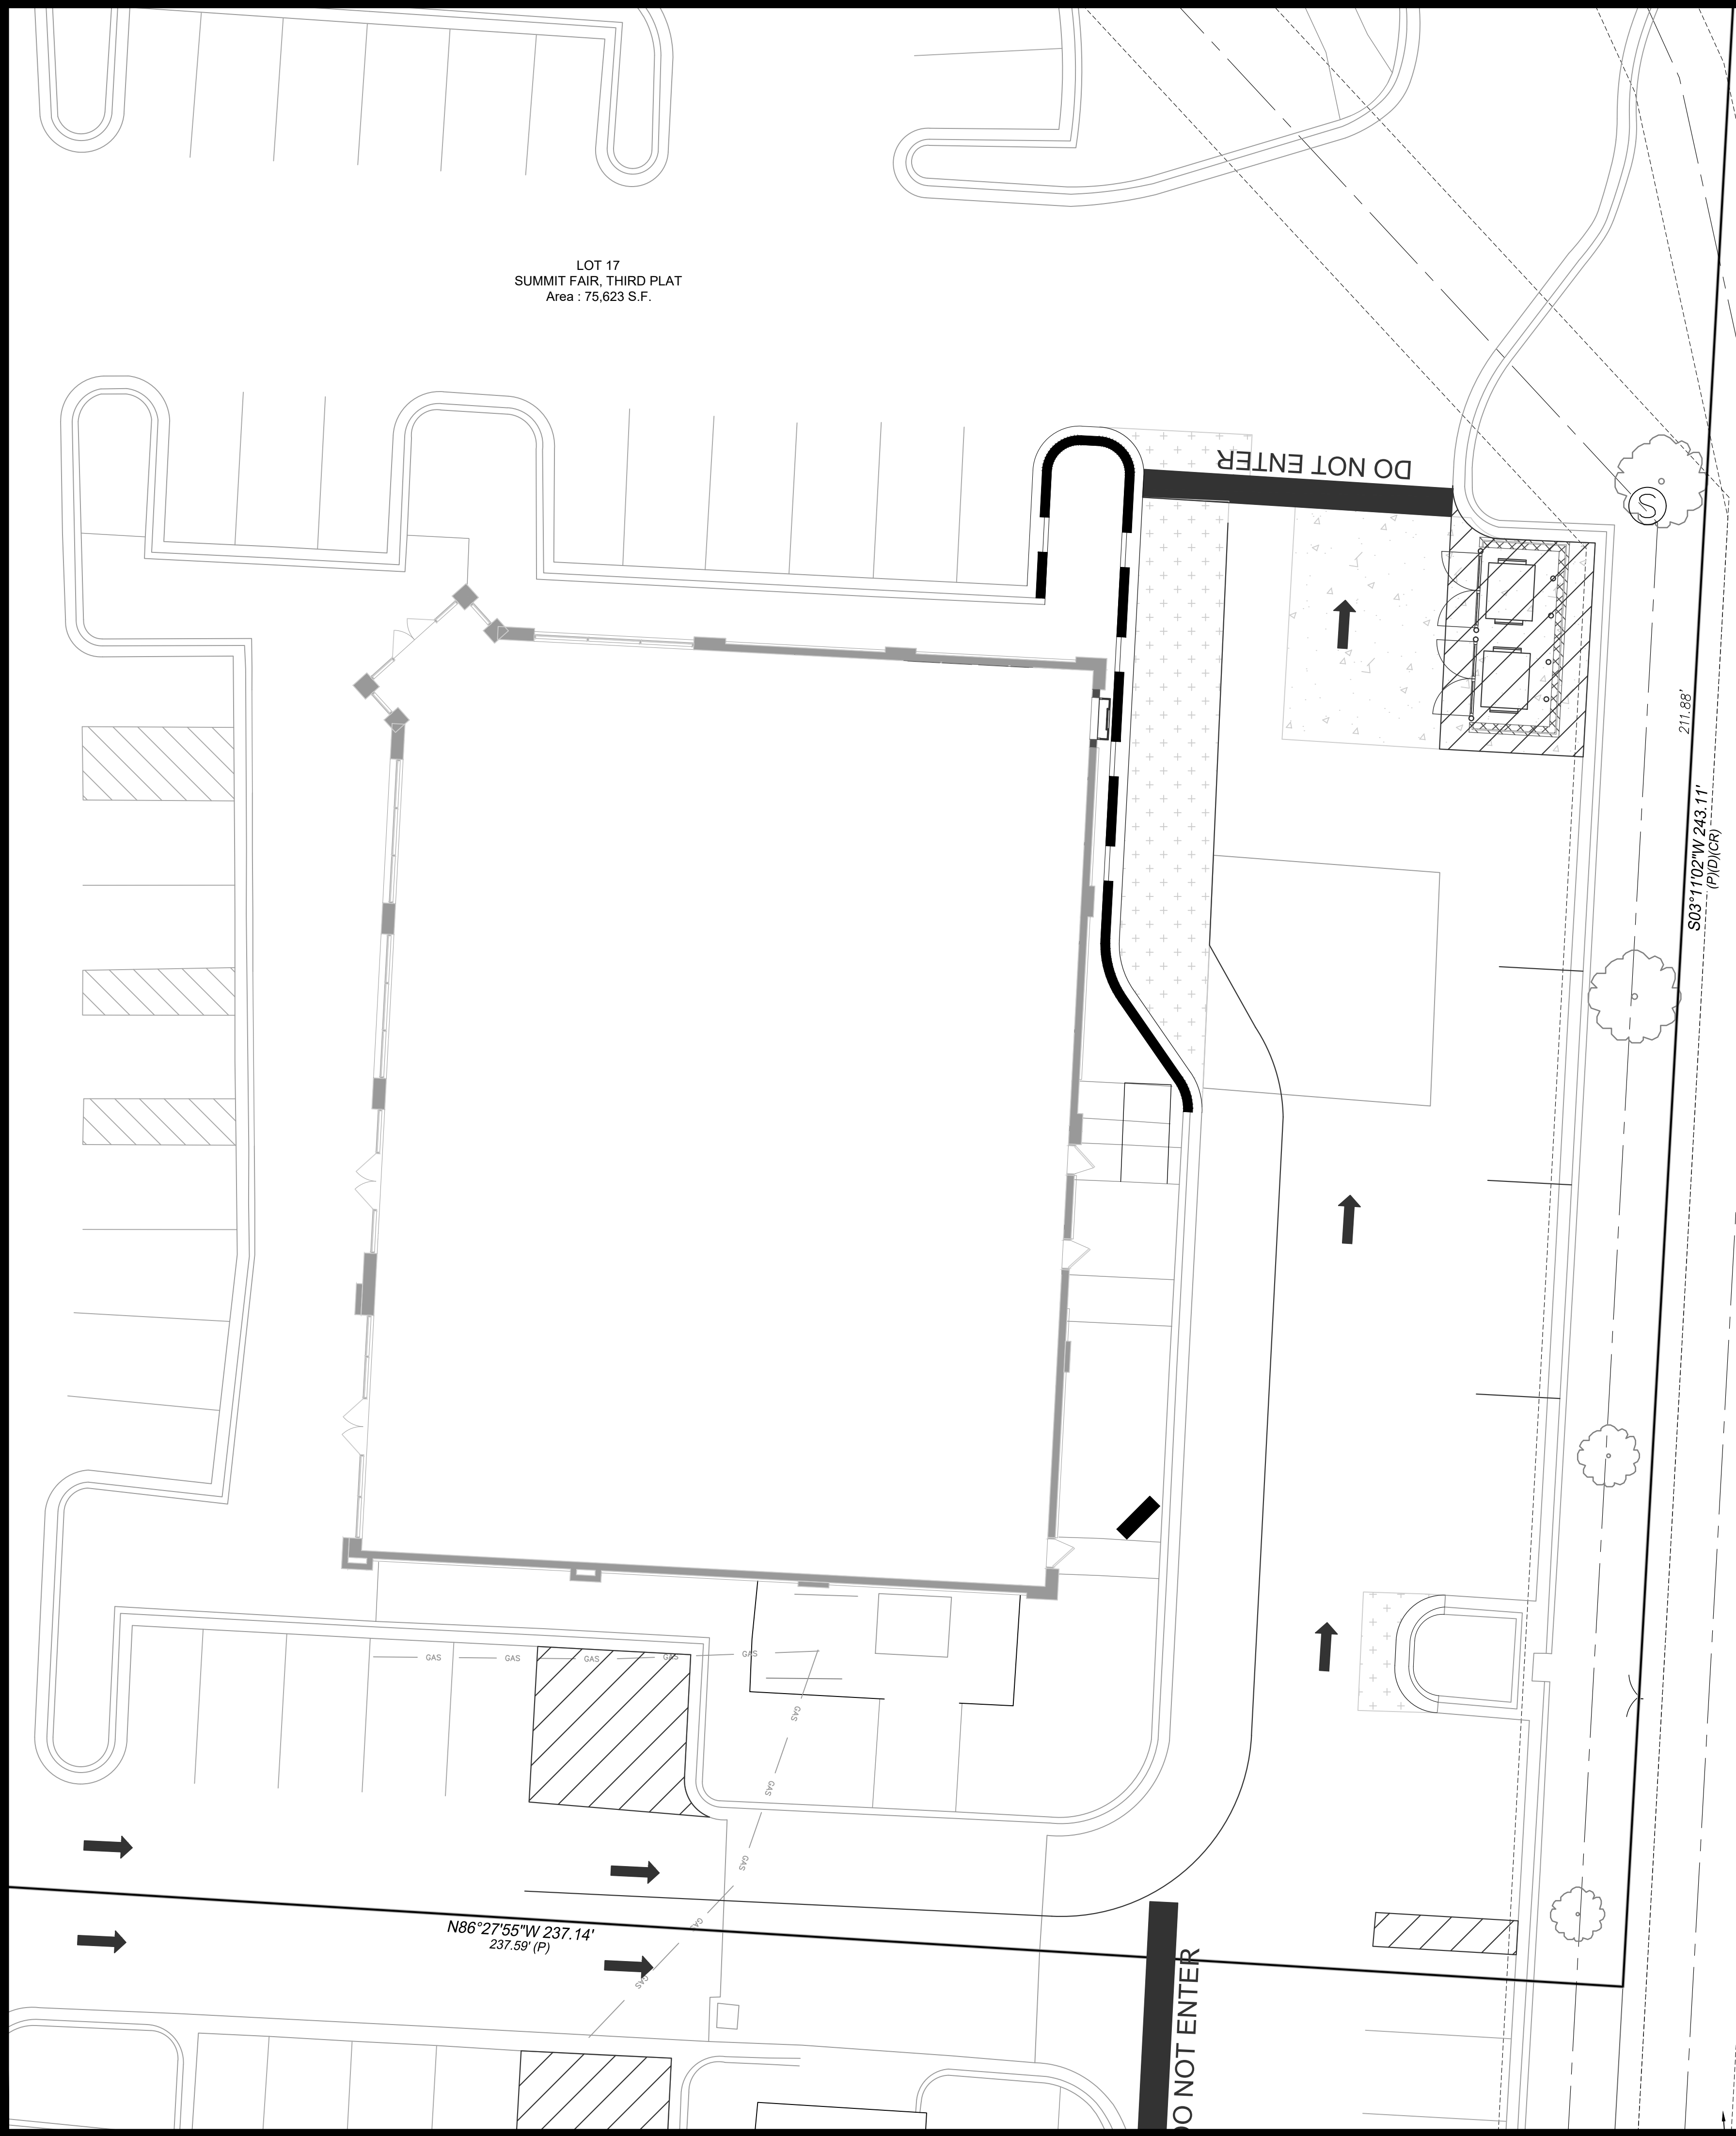 LOT 17
SUMMIT FAIR, THIRD PLAT
Area : 75,623 S.F.
DO NOT ENTER
S
211.88'
S03°11'02"W 243.11'
(P)(D)(CR)
GAS
GAS
GAS
GAS
GAS
GAS
GAS
GAS
GAS
GAS
N86°27'55"W 237.14'
237.59' (P)
DO NOT ENTER